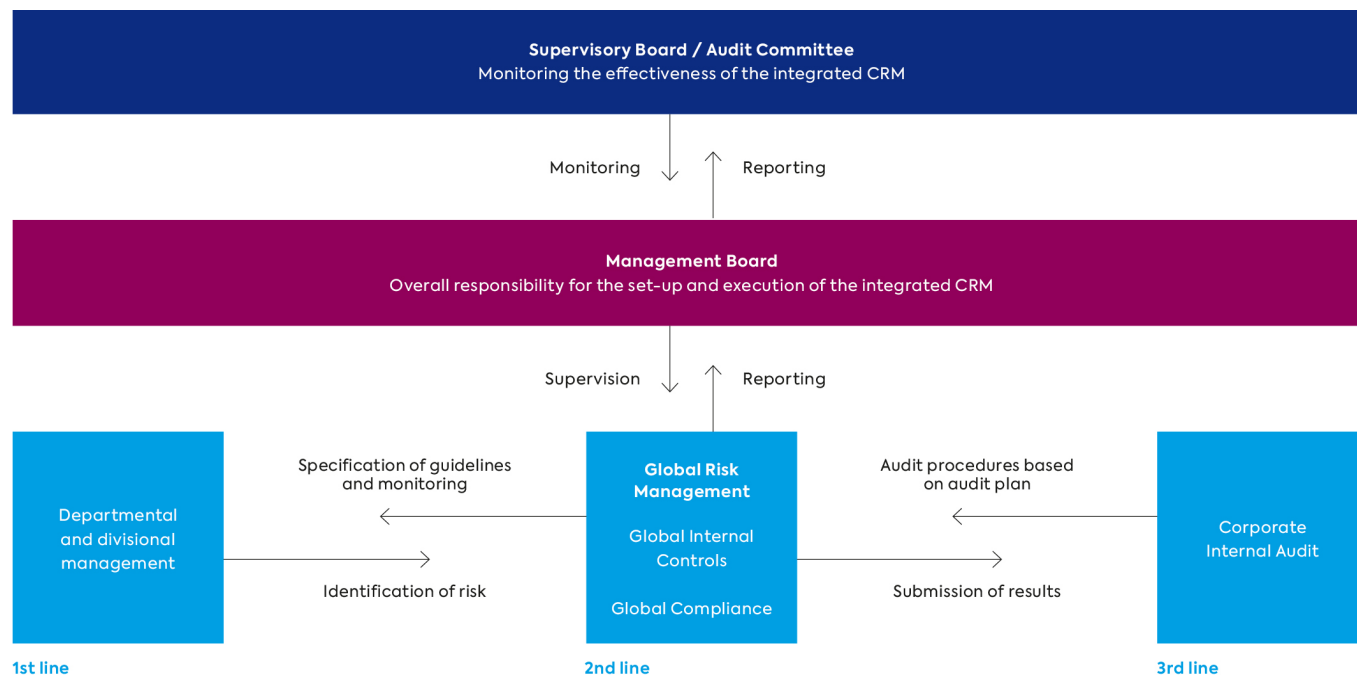 Supervisory Board / Audit Committee
Monitoring the effectiveness of the integrated CRM
Monitoring
Reporting
Management Board
Overall responsibility for the set-up and execution of the integrated CRM
Supervision
Reporting
Departmental
and divisional
management
Specification of guidelines
and monitoring
Identification of risk
Global Risk
Management
Global Internal
Controls
Global Compliance
Audit procedures based
on audit plan
Submission of results
Corporate
Internal Audit
1st line
2nd line
3rd line